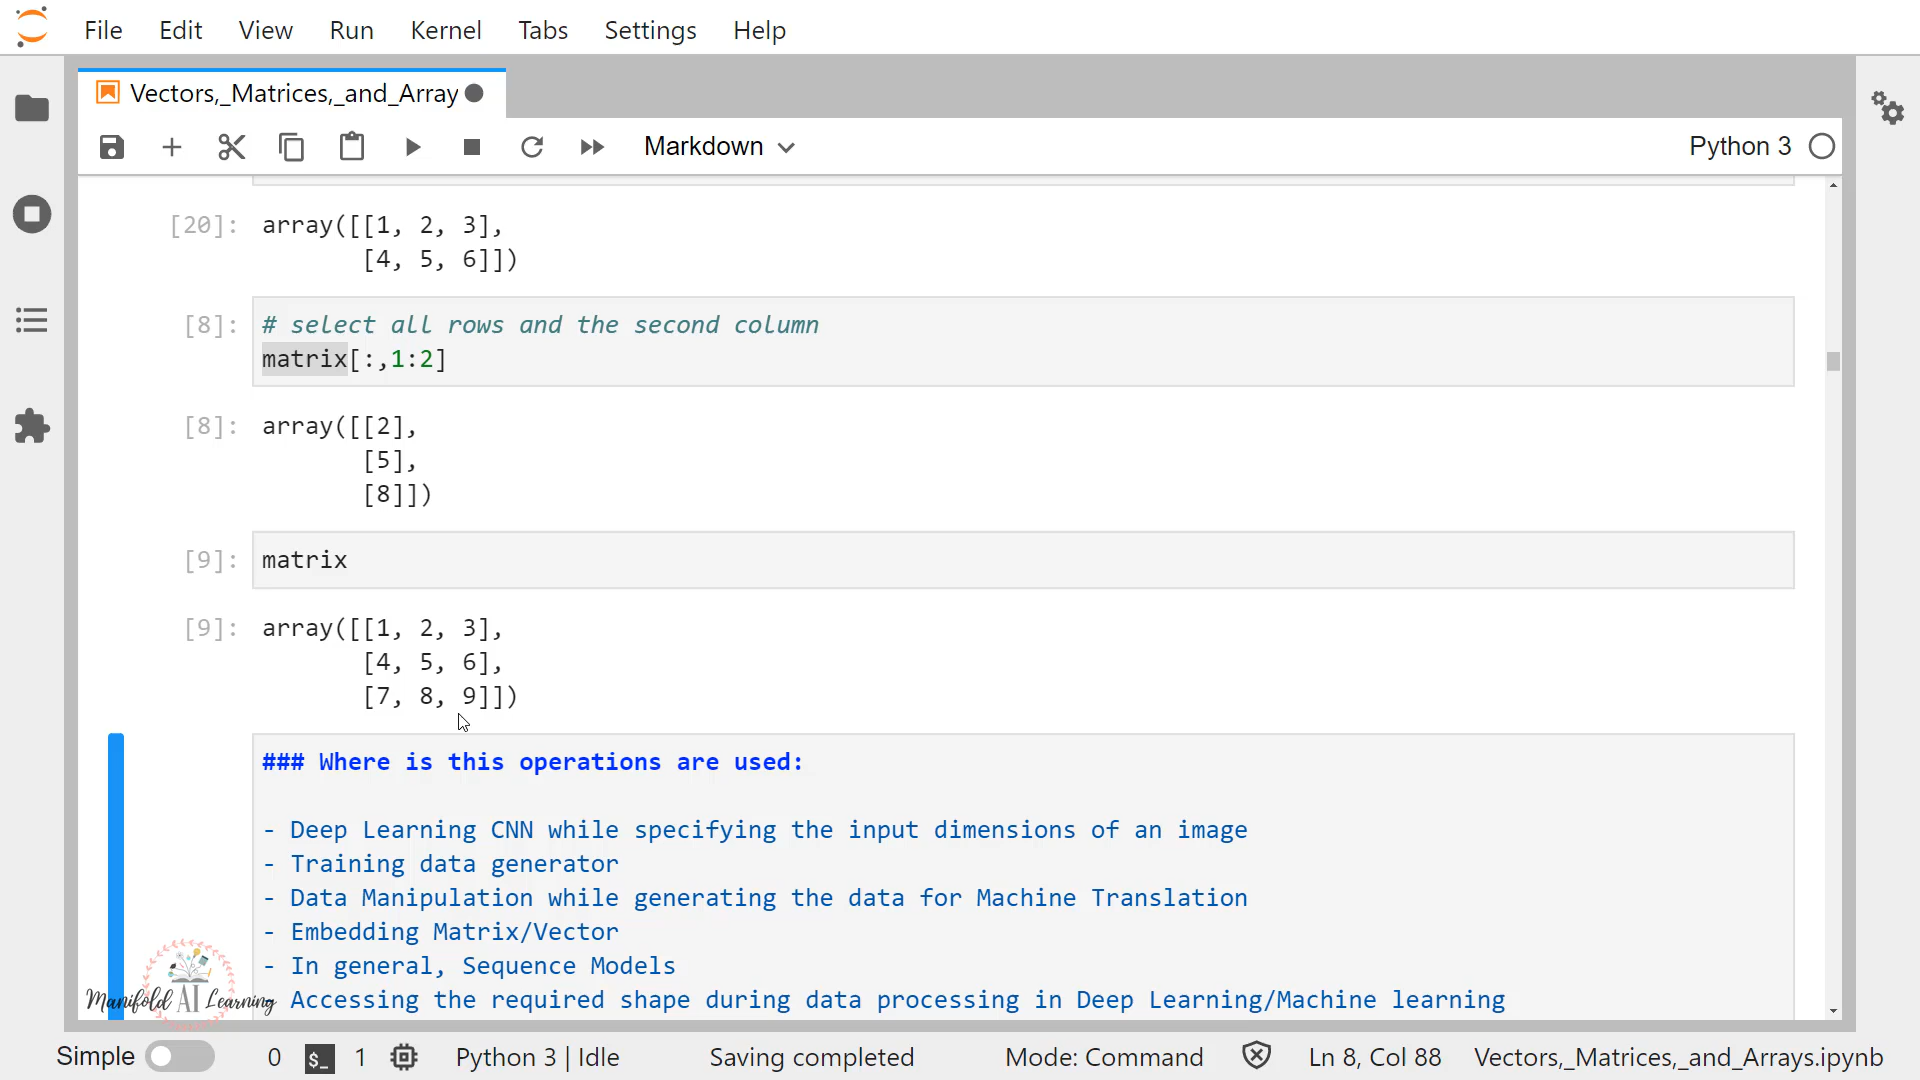 File Edit View Run Kernel Tabs Settings Help
Vectors,_Matrices,_and_Array
Markdown
Python 3
[20]: array([[1, 2, 3],
[4, 5, 6]])
[8]: # select all rows and the second column
matrix[:,1:2]
[8]: array([[2],
[5],
[8]])
[9]: matrix
[9]: array([[1, 2, 3],
[4, 5, 6],
[7, 8, 9]])
### Where is this operations are used:
- Deep Learning CNN while specifying the input dimensions of an image
- Training data generator
- Data Manipulation while generating the data for Machine Translation
- Embedding Matrix/Vector
- In general, Sequence Models
- Accessing the required shape during data processing in Deep Learning/Machine learning
Manifold AI Learning
Simple 0 $_ 1 Python 3 | Idle Saving completed Mode: Command Ln 8, Col 88 Vectors,_Matrices,_and_Arrays.ipynb